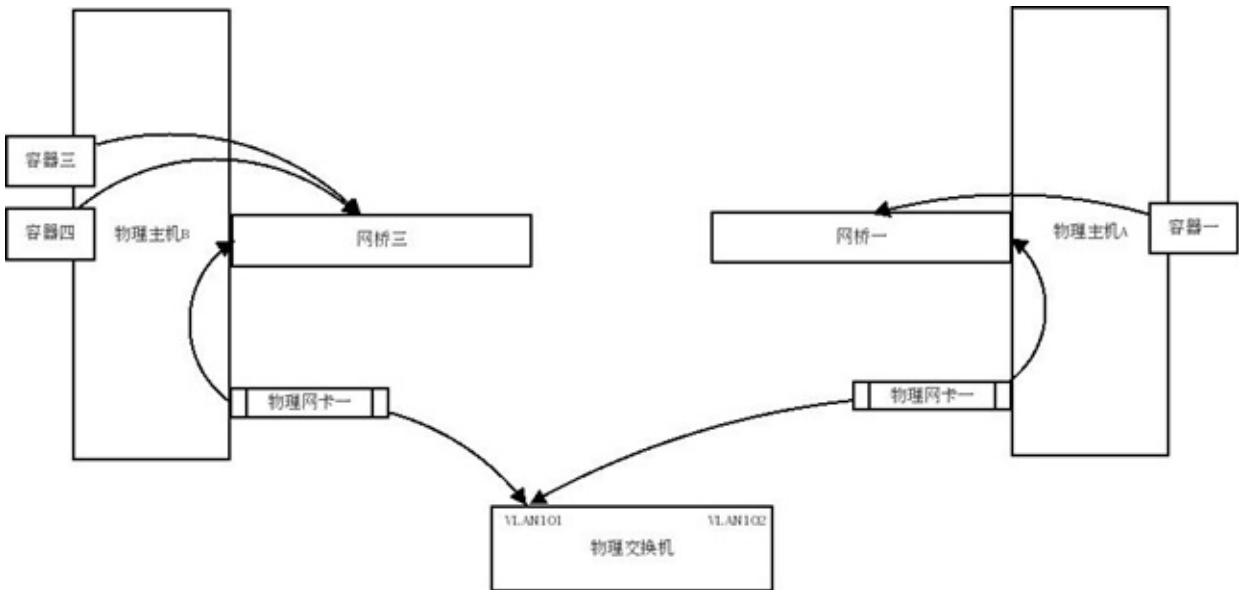 容器三
容器四
物理主机B
网桥三
网桥一
物理主机A
容器一
物理网卡一
物理网卡一
VLAN101
VLAN102
物理交换机